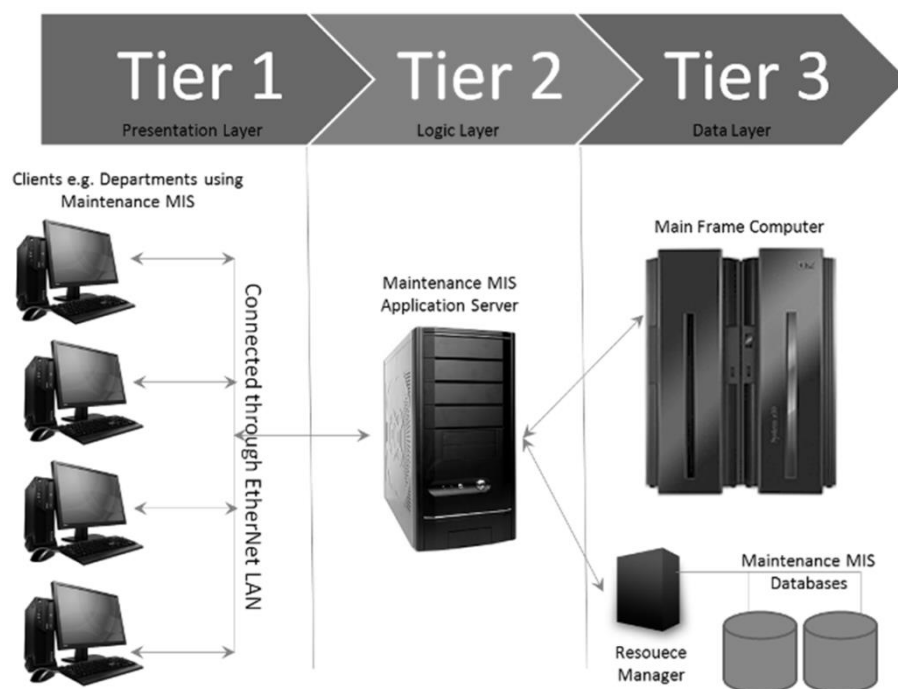 Tier 1
Presentation Layer
Tier 2
Logic Layer
Tier 3
Data Layer
Clients e.g. Departments using
Maintenance MIS
Connected through EtherNet LAN
Maintenance MIS
Application Server
Main Frame Computer
Maintenance MIS
Databases
Resouece
Manager